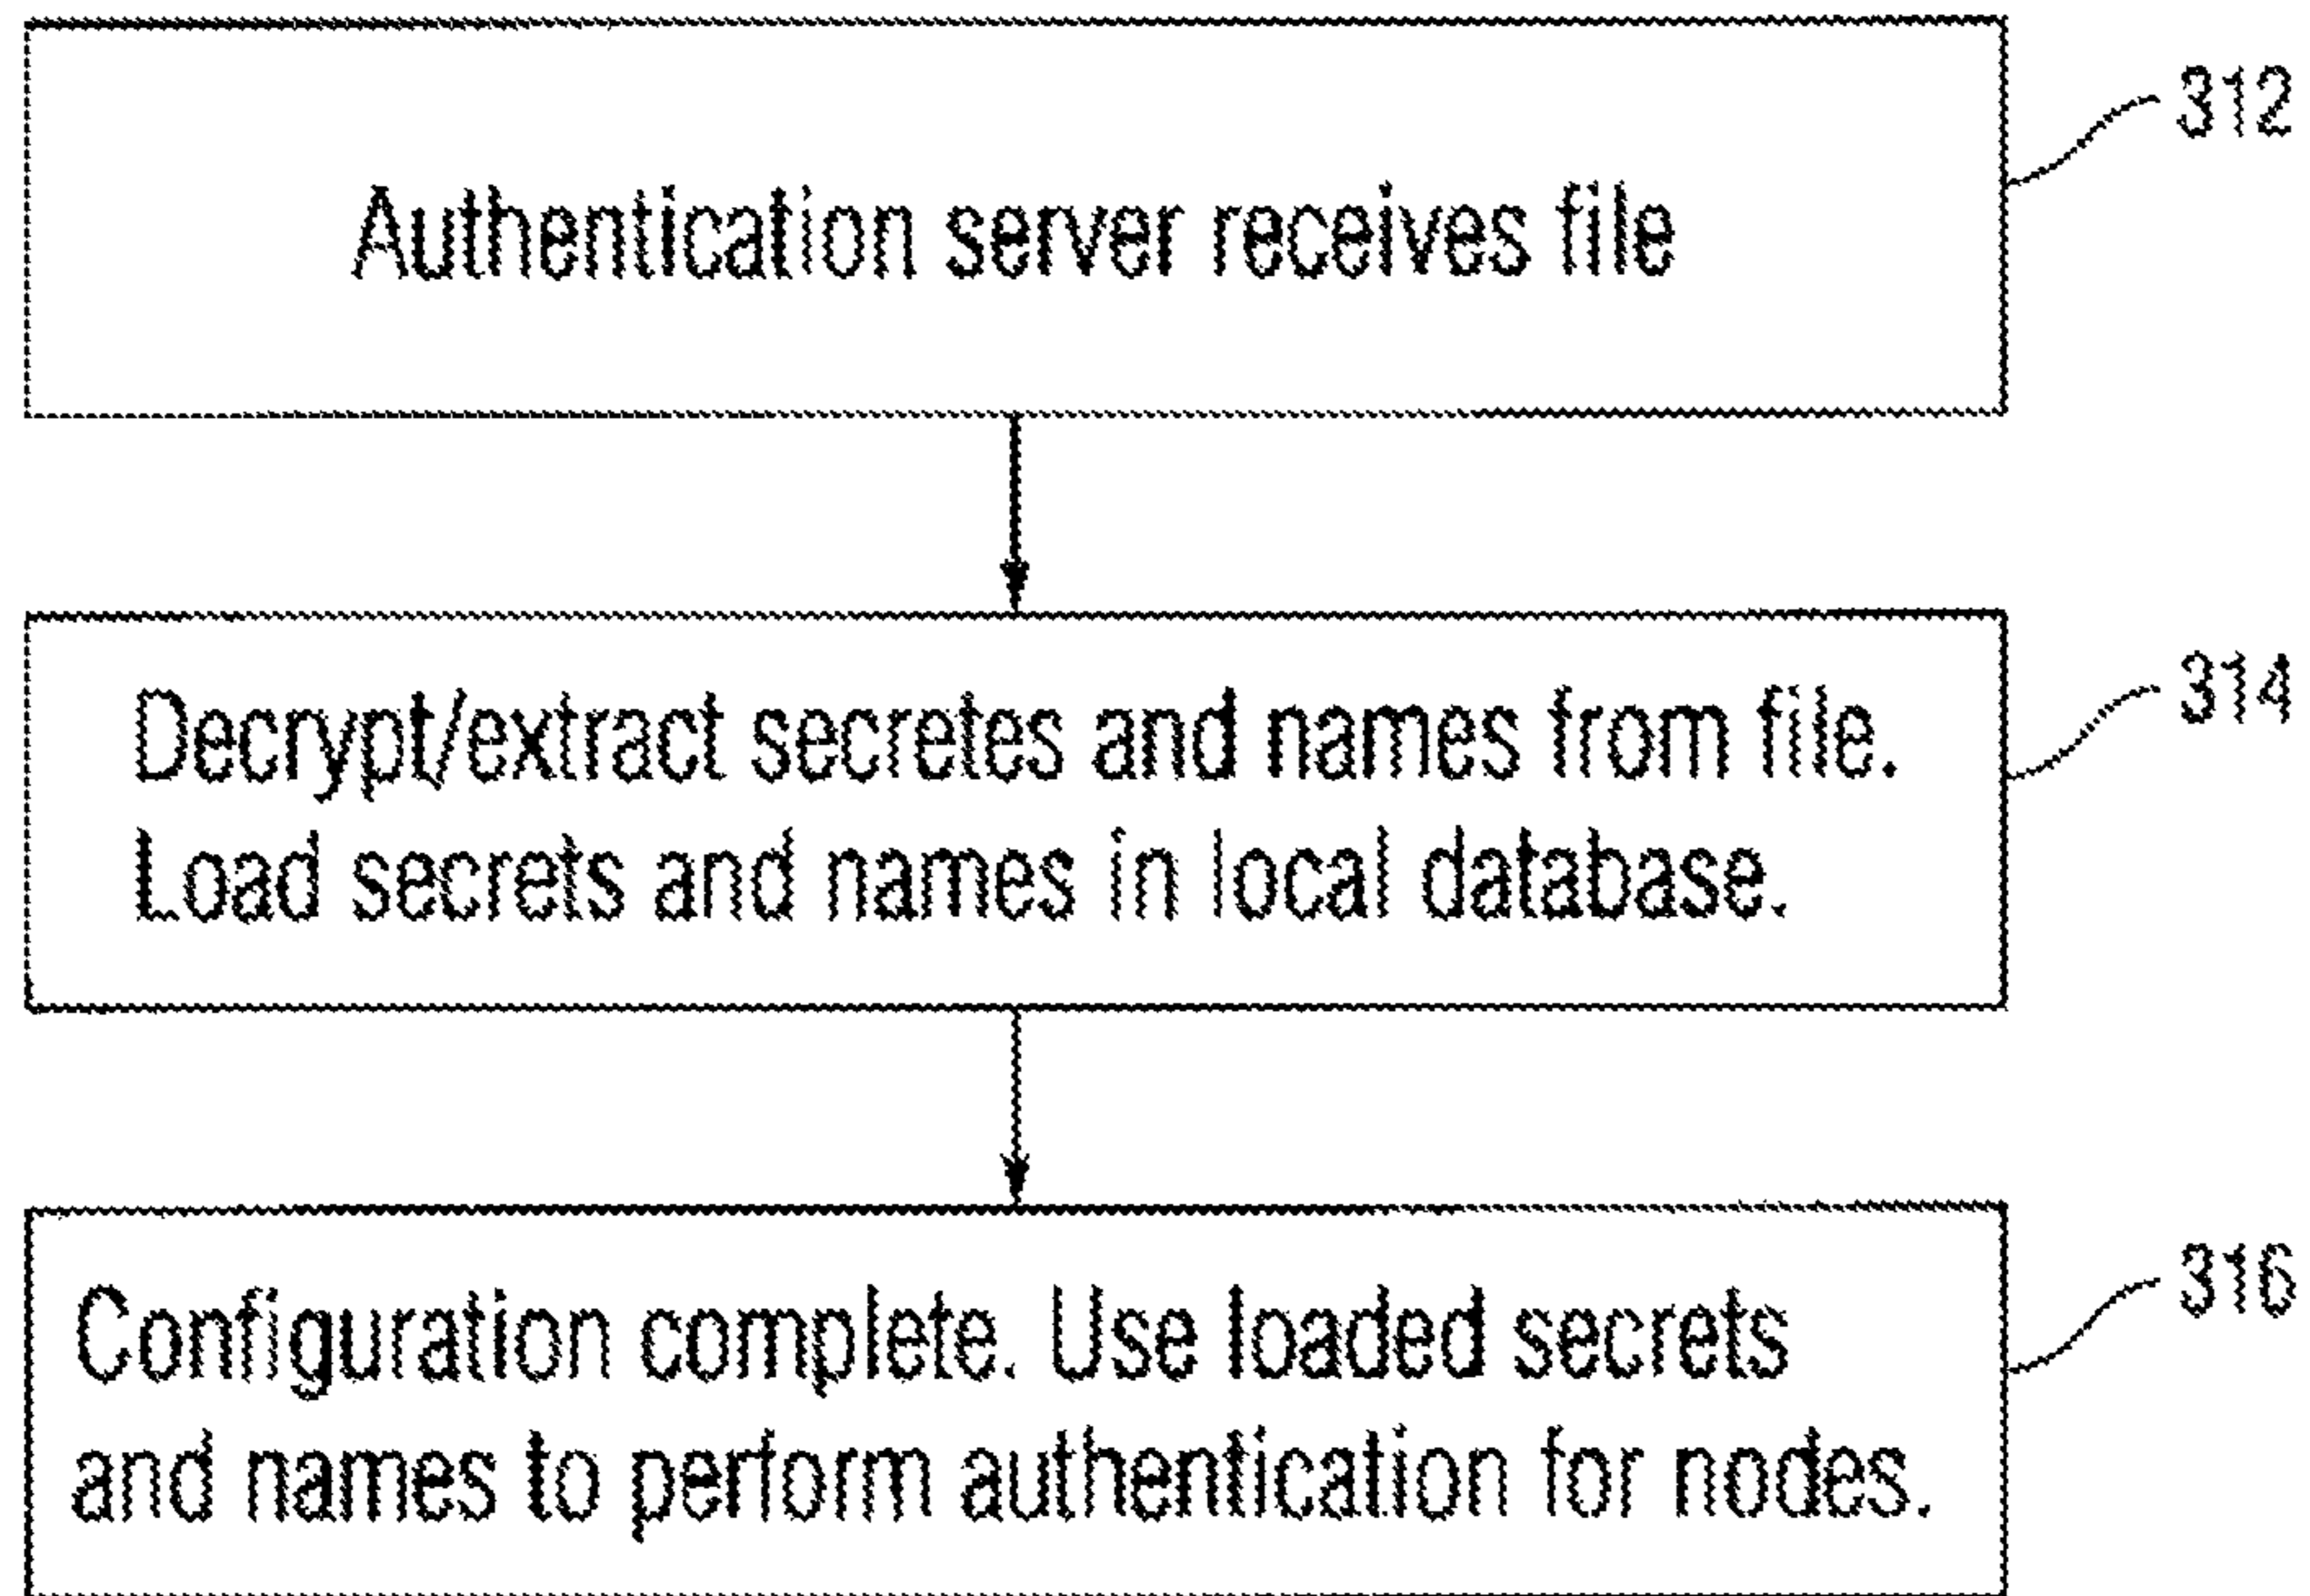 312
Authentication server receives file
314
Decrypt/extract secretes and names from file.
Load secrets and names in local database.
316
Configuration complete. Use loaded secrets
and names to perform authentication for nodes.